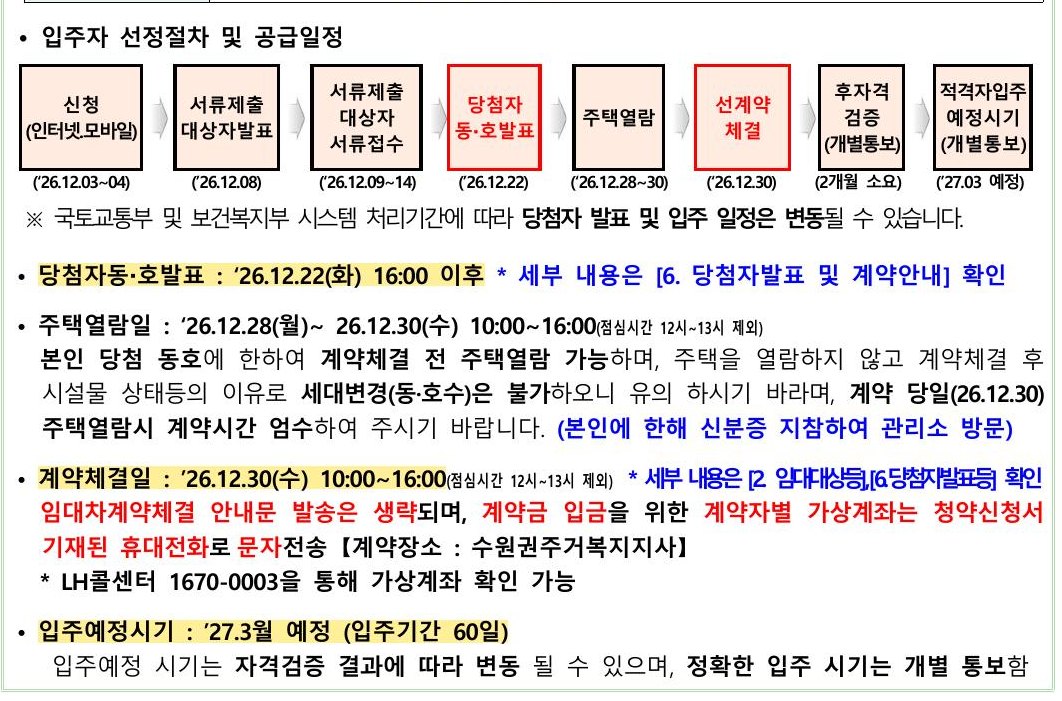 • 입주자 선정절차 및 공급일정
신청
(인터넷.모바일)
('26.12.03~04)
서류제출
대상자발표
('26.12.08)
서류제출
대상자
서류접수
('26.12.09~14)
당첨자
동·호발표
('26.12.22)
주택열람
('26.12.28~30)
선계약
체결
('26.12.30)
후자격
검증
(개별통보)
(2개월 소요)
적격자입주
예정시기
(개별통보)
('27.03 예정)
※ 국토교통부 및 보건복지부 시스템 처리기간에 따라 당첨자 발표 및 입주 일정은 변동될 수 있습니다.
• 당첨자동·호발표 : ‘26.12.22(화) 16:00 이후 * 세부 내용은 [6. 당첨자발표 및 계약안내] 확인
• 주택열람일 : ‘26.12.28(월)~ 26.12.30(수) 10:00~16:00(점심시간 12시~13시 제외)
본인 당첨 동호에 한하여 계약체결 전 주택열람 가능하며, 주택을 열람하지 않고 계약체결 후
시설물 상태등의 이유로 세대변경(동·호수)은 불가하오니 유의 하시기 바라며, 계약 당일(26.12.30)
주택열람시 계약시간 엄수하여 주시기 바랍니다. (본인에 한해 신분증 지참하여 관리소 방문)
• 계약체결일 : ’26.12.30(수) 10:00~16:00(점심시간 12시~13시 제외) * 세부 내용은 [2. 임대대상등],[6.당첨자발표등] 확인
임대차계약체결 안내문 발송은 생략되며, 계약금 입금을 위한 계약자별 가상계좌는 청약신청서
기재된 휴대전화로 문자전송【계약장소 : 수원권주거복지지사】
* LH콜센터 1670-0003을 통해 가상계좌 확인 가능
• 입주예정시기 : ’27.3월 예정 (입주기간 60일)
입주예정 시기는 자격검증 결과에 따라 변동 될 수 있으며, 정확한 입주 시기는 개별 통보함